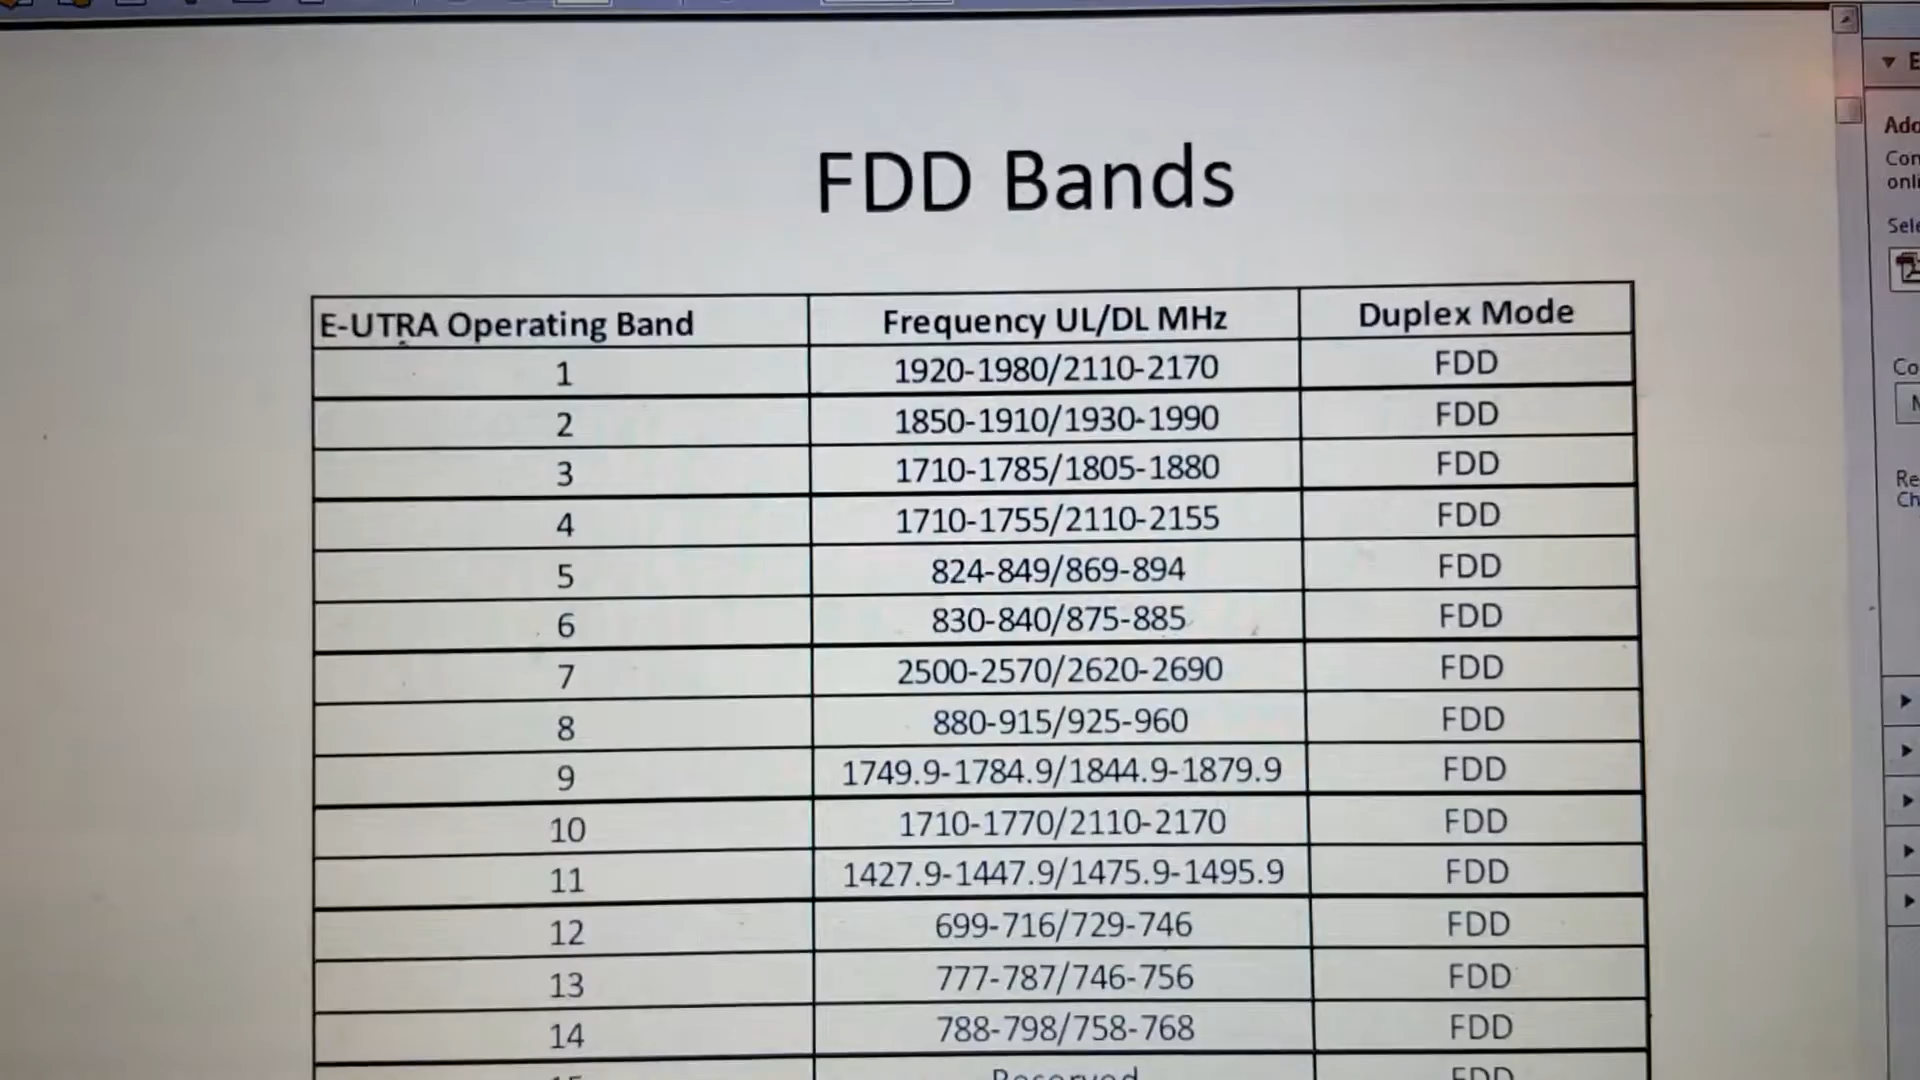 FDD Bands
E-UTRA Operating Band Frequency UL/DL MHz Duplex Mode
1 1920-1980/2110-2170 FDD
2 1850-1910/1930-1990 FDD
3 1710-1785/1805-1880 FDD
4 1710-1755/2110-2155 FDD
5 824-849/869-894 FDD
6 830-840/875-885 FDD
7 2500-2570/2620-2690 FDD
8 880-915/925-960 FDD
9 1749.9-1784.9/1844.9-1879.9 FDD
10 1710-1770/2110-2170 FDD
11 1427.9-1447.9/1475.9-1495.9 FDD
12 699-716/729-746 FDD
13 777-787/746-756 FDD
14 788-798/758-768 FDD
15 Reserved FDD